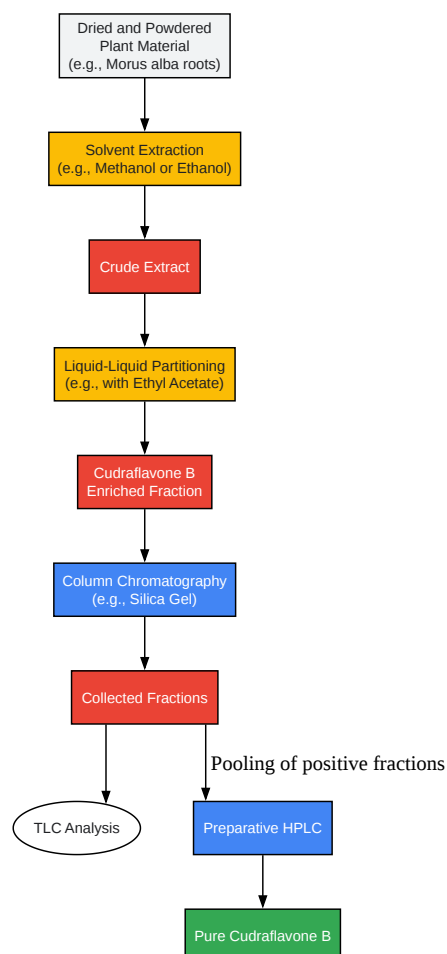 Dried and Powdered
Plant Material
(e.g., Morus alba roots)
Solvent Extraction
(e.g., Methanol or Ethanol)
Crude Extract
Liquid-Liquid Partitioning
(e.g., with Ethyl Acetate)
Cudraflavone B
Enriched Fraction
Column Chromatography
(e.g., Silica Gel)
Collected Fractions
Pooling of positive fractions
TLC Analysis
Preparative HPLC
Pure Cudraflavone B